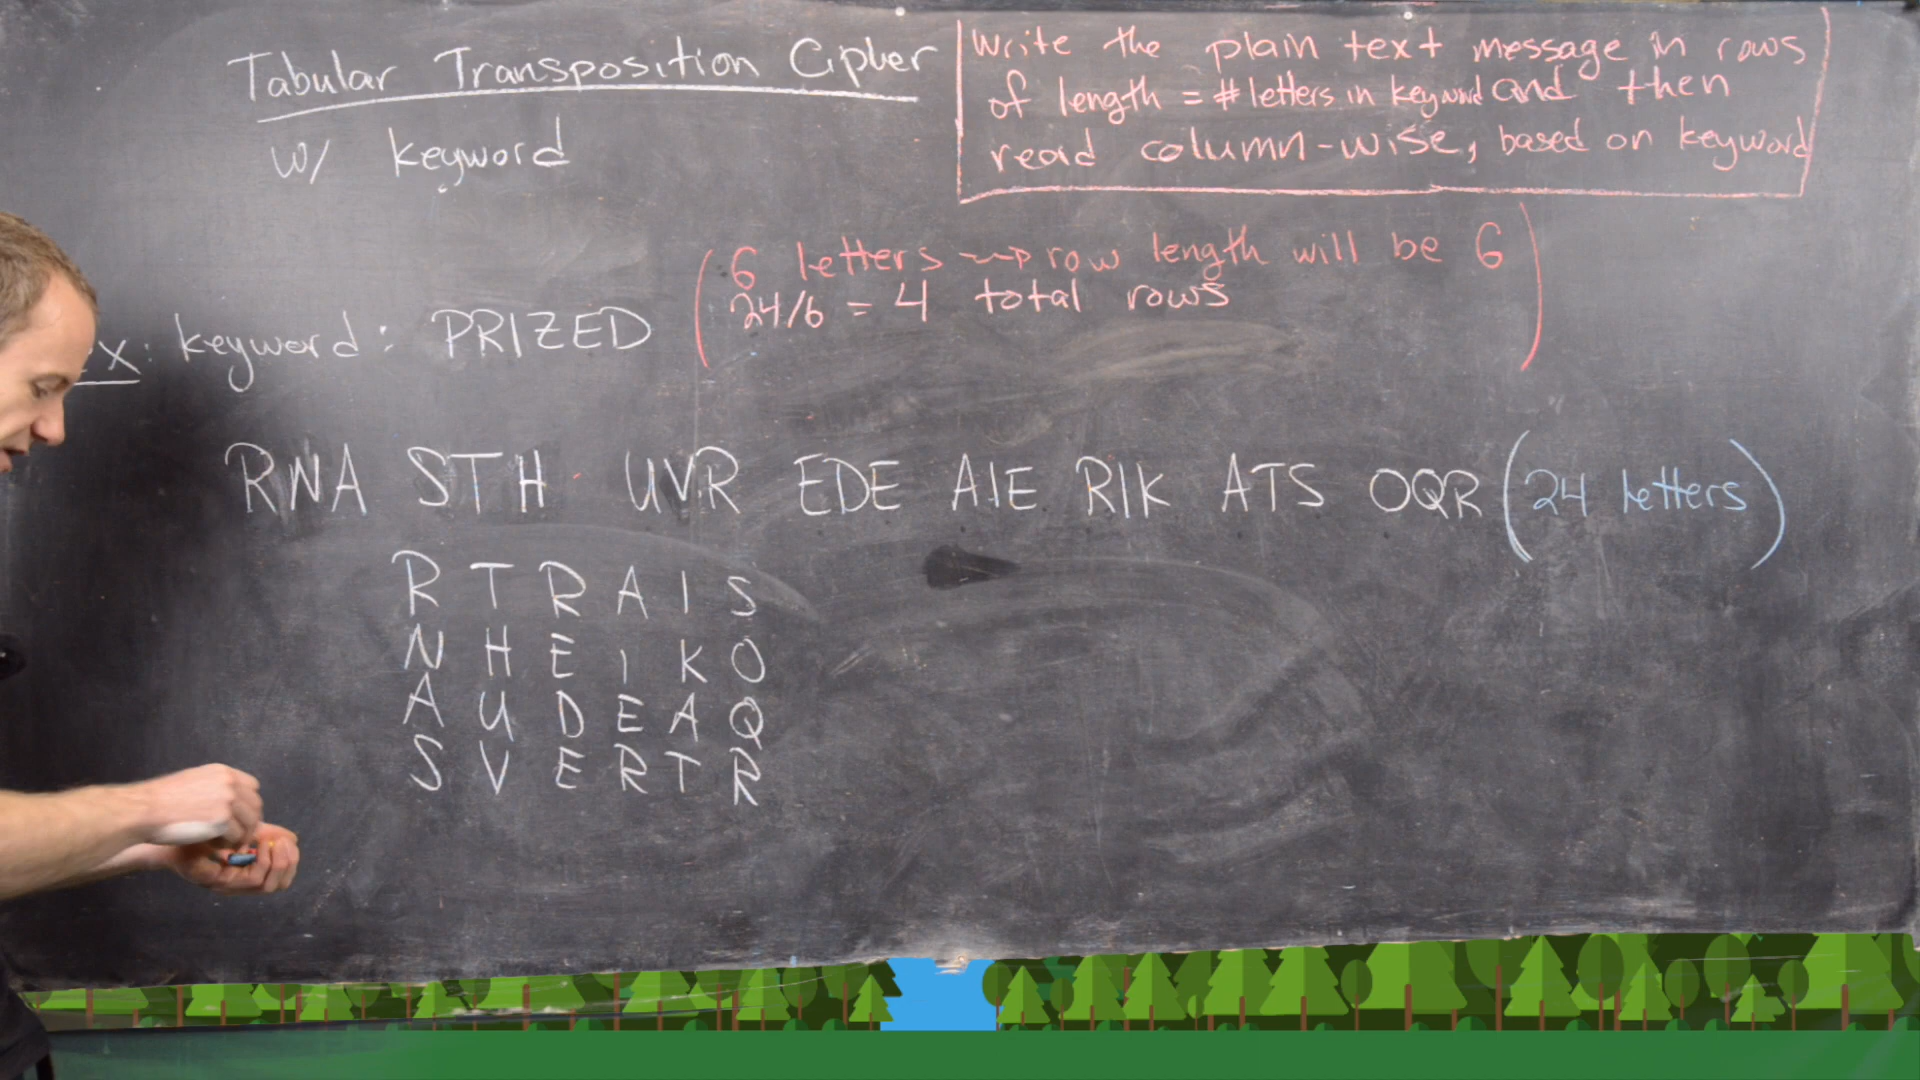 Tabular Transposition Cipher
w/ keyword
Write the plain text message in rows
of length = # letters in keyword and then
read column-wise, based on keyword
(6 letters ⇝ row length will be 6
24/6 = 4 total rows)
Ex: keyword: PRIZED
RNA STH UVR EDE AIE RIK ATS OQR (24 letters)
R T R A I S
N H E I K O
A U D E A Q
S V E R T R